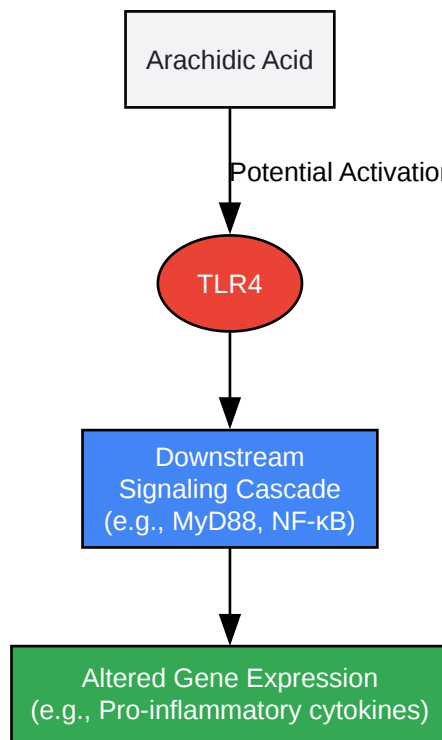 Arachidic Acid
Potential Activation
TLR4
Downstream
Signaling Cascade
(e.g., MyD88, NF-κB)
Altered Gene Expression
(e.g., Pro-inflammatory cytokines)